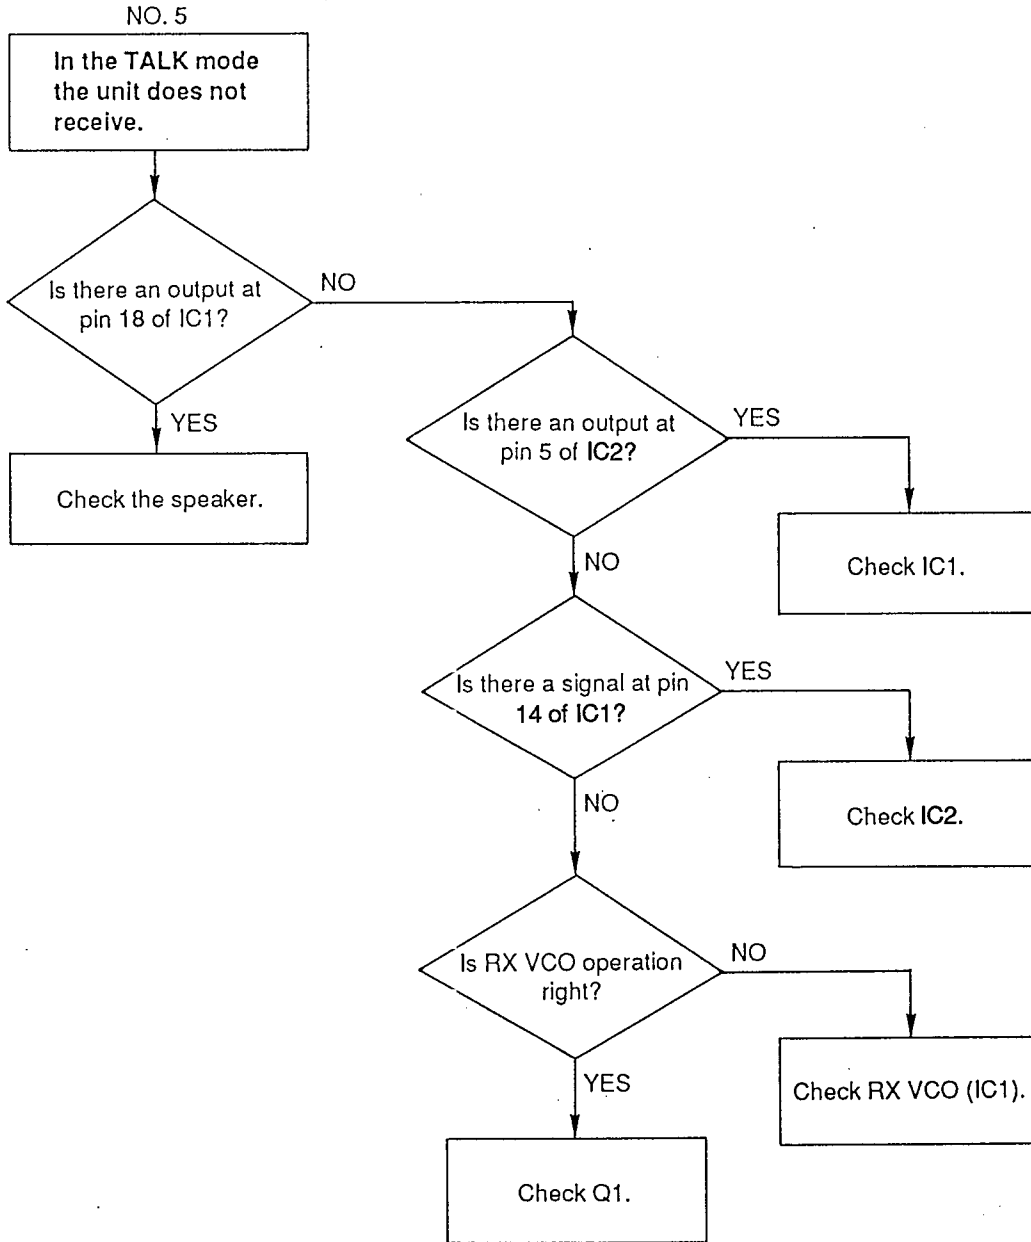 NO. 5
In the TALK mode
the unit does not
receive.
Is there an output at
pin 18 of IC1?
NO
YES
Check the speaker.
Is there an output at
pin 5 of IC2?
YES
Check IC1.
NO
Is there a signal at pin
14 of IC1?
YES
Check IC2.
NO
Is RX VCO operation
right?
NO
Check RX VCO (IC1).
YES
Check Q1.